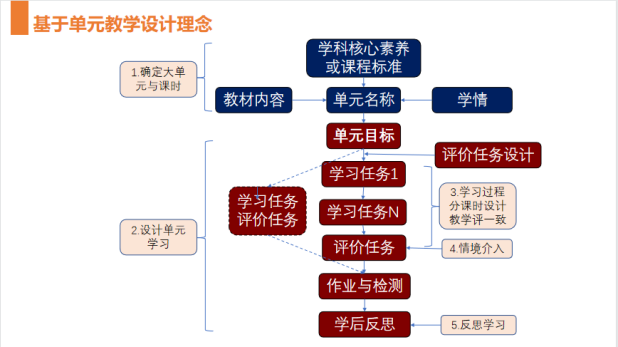 基于单元教学设计理念
学科核心素养
或课程标准
1.确定大单
元与课时
教材内容
单元名称
学情
单元目标
评价任务设计
学习任务1
学习任务
评价任务
学习任务N
3.学习过程
分课时设计
教学评一致
2.设计单元
学习
评价任务
4.情境介入
作业与检测
学后反思
5.反思学习